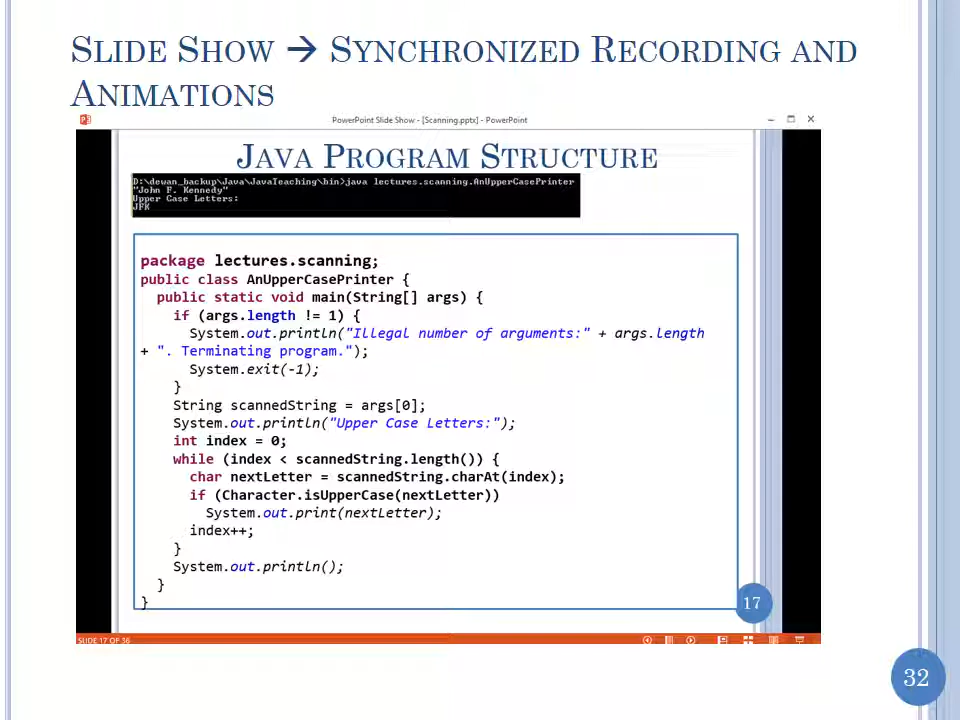 SLIDE SHOW → SYNCHRONIZED RECORDING AND
ANIMATIONS
PowerPoint Slide Show - [Scanning.pptx] - PowerPoint
JAVA PROGRAM STRUCTURE
D:\dewan_backup\Java\JavaTeaching\bin>java lectures.scanning.AnUpperCasePrinter
"John F. Kennedy"
Upper Case Letters:
JFK
package lectures.scanning;
public class AnUpperCasePrinter {
public static void main(String[] args) {
if (args.length != 1) {
System.out.println("Illegal number of arguments:" + args.length
+ ". Terminating program.");
System.exit(-1);
}
String scannedString = args[0];
System.out.println("Upper Case Letters:");
int index = 0;
while (index < scannedString.length()) {
char nextLetter = scannedString.charAt(index);
if (Character.isUpperCase(nextLetter))
System.out.print(nextLetter);
index++;
}
System.out.println();
}
}
17
SLIDE 17 OF 36
32